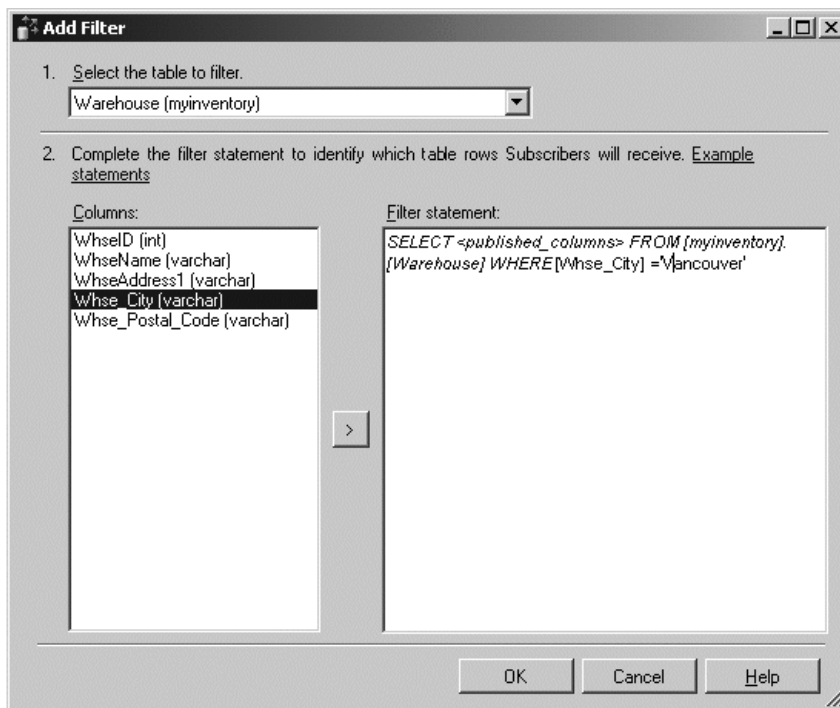 Add Filter
1. Select the table to filter.
Warehouse (myinventory)
2. Complete the filter statement to identify which table rows Subscribers will receive. Example
statements
Columns:
WhseID (int)
WhseName (varchar)
WhseAddress1 (varchar)
Whse_City (varchar)
Whse_Postal_Code (varchar)
>
Filter statement:
SELECT <published_columns> FROM [myinventory].
[Warehouse] WHERE [Whse_City] ='Vancouver'
OK
Cancel
Help